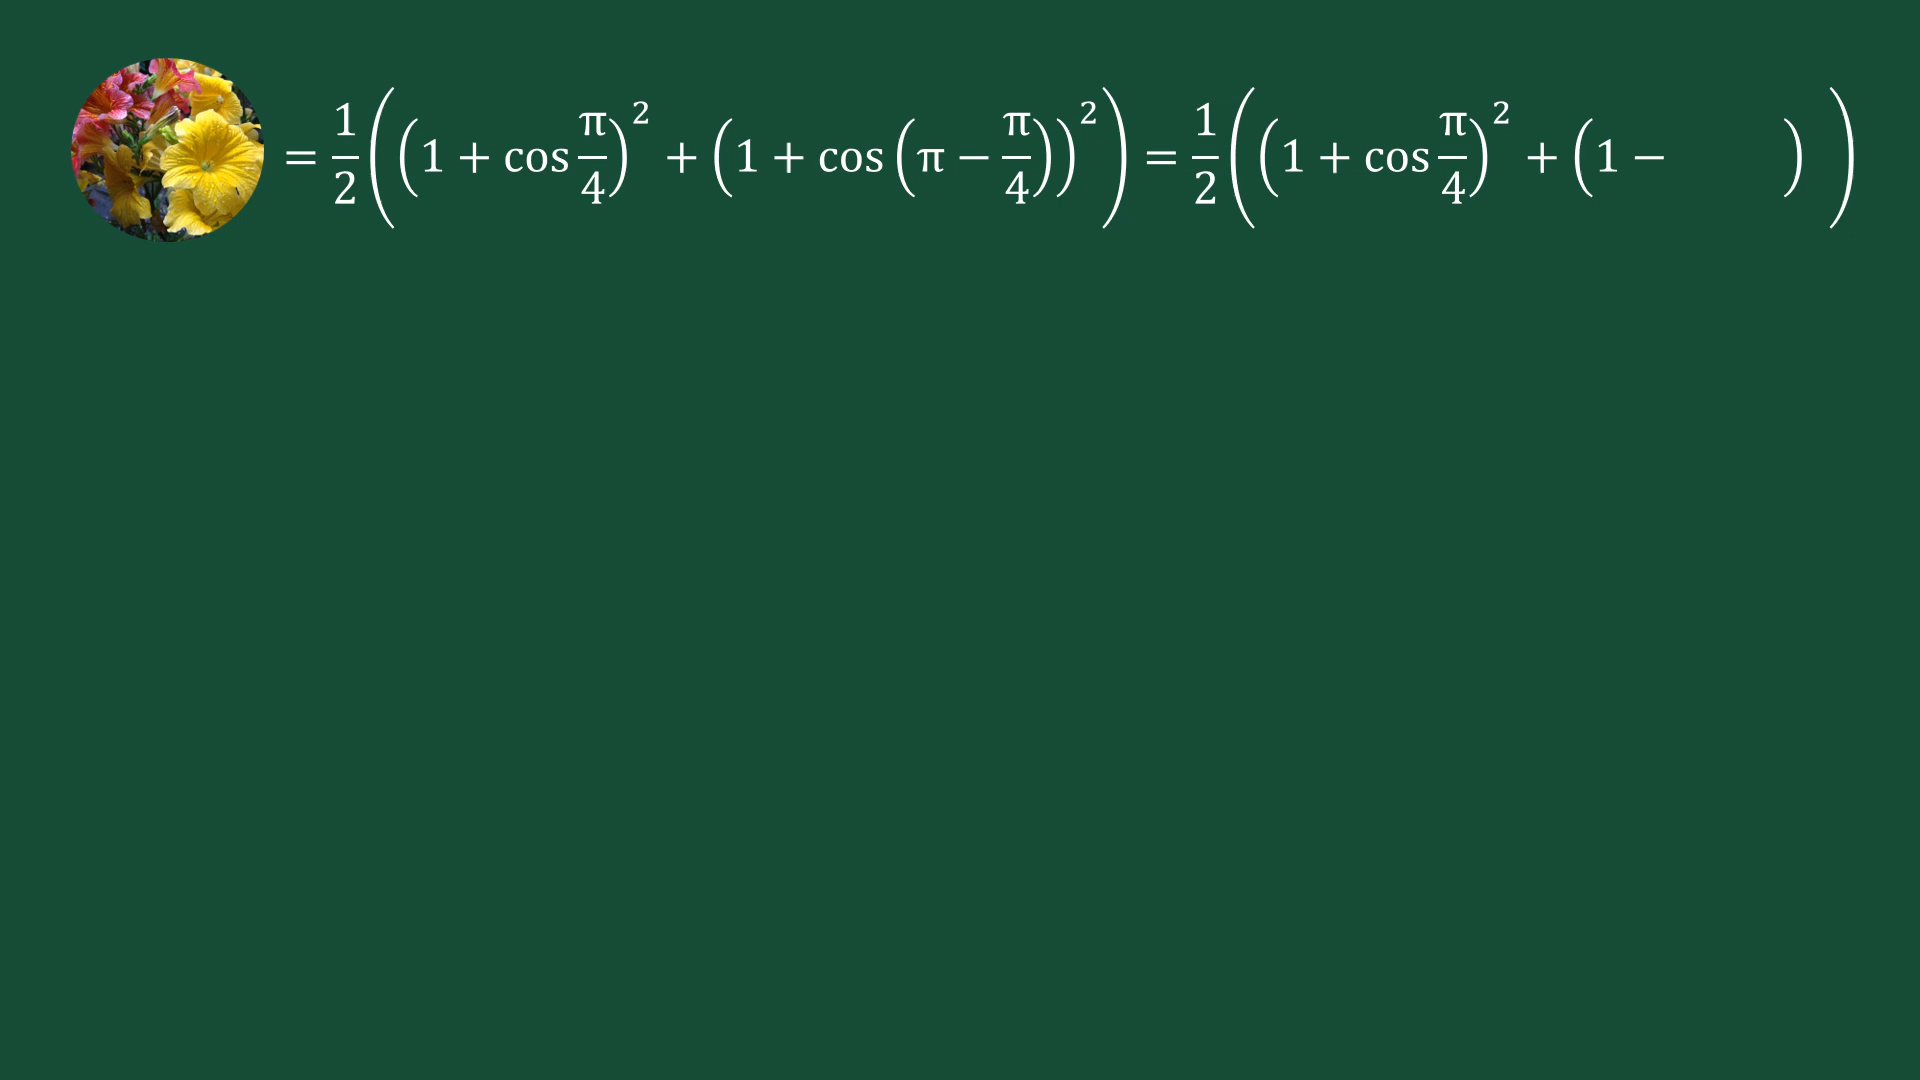 = 1/2((1 + cos π/4)² + (1 + cos (π − π/4))²) = 1/2((1 + cos π/4)² + (1 − ) )